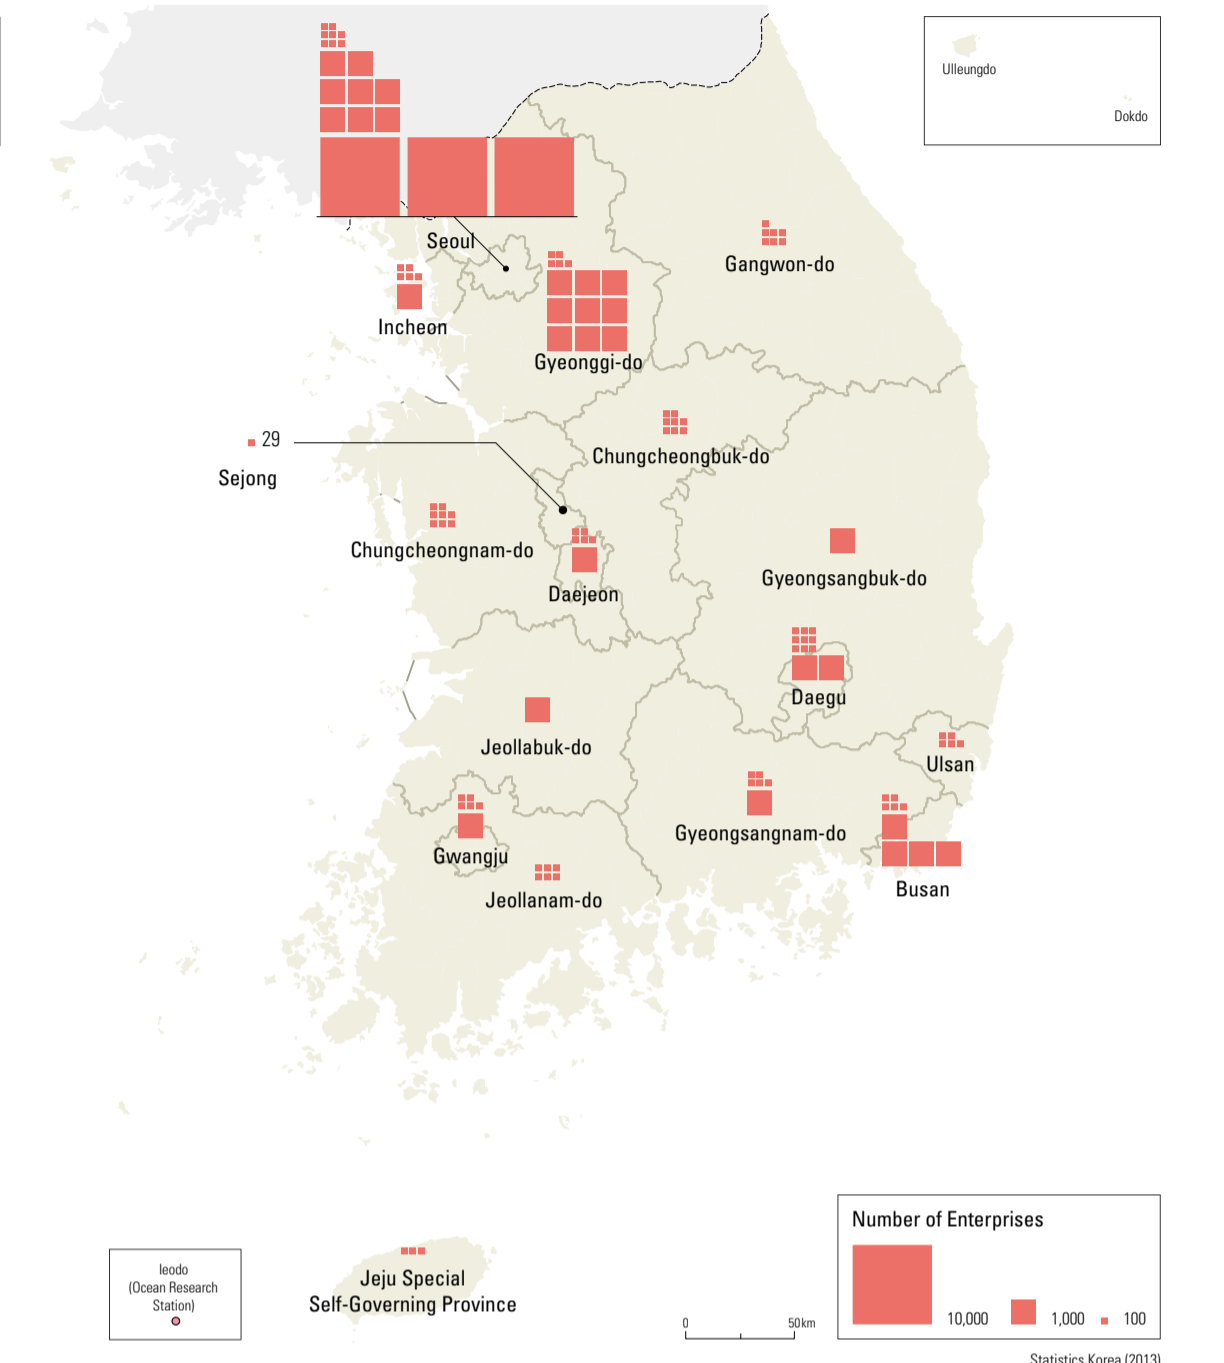 Ulleungdo
Dokdo
Seoul
Gangwon-do
Incheon
Gyeonggi-do
29
Sejong
Chungcheongbuk-do
Chungcheongnam-do
Daejeon
Gyeongsangbuk-do
Daegu
Jeollabuk-do
Ulsan
Gyeongsangnam-do
Gwangju
Busan
Jeollanam-do
Number of Enterprises
10,000
1,000
100
Ieodo
(Ocean Research
Station)
Jeju Special
Self-Governing Province
0
50km
Statistics Korea (2013)